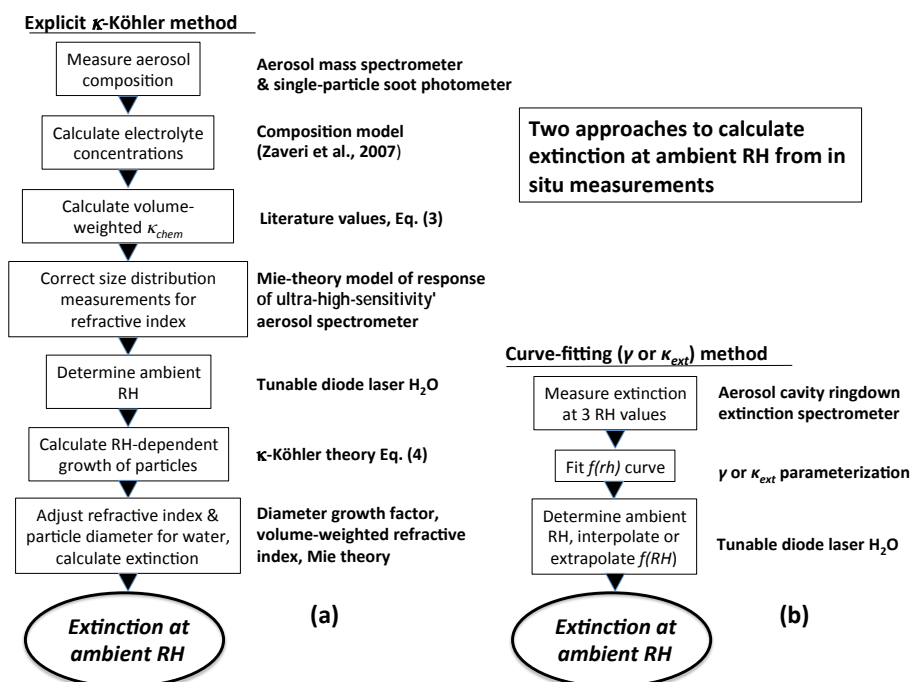 Explicit κ-Köhler method
Measure aerosol
composition
Aerosol mass spectrometer
& single-particle soot photometer
Calculate electrolyte
concentrations
Composition model
(Zaveri et al., 2007)
Calculate volume-
weighted κchem
Literature values, Eq. (3)
Correct size distribution
measurements for
refractive index
Mie-theory model of response
of ultra-high-sensitivity'
aerosol spectrometer
Determine ambient
RH
Tunable diode laser H₂O
Calculate RH-dependent
growth of particles
κ-Köhler theory Eq. (4)
Adjust refractive index &
particle diameter for water,
calculate extinction
Diameter growth factor,
volume-weighted refractive
index, Mie theory
Extinction at
ambient RH
(a)
Two approaches to calculate
extinction at ambient RH from in
situ measurements
Curve-fitting (γ or κext) method
Measure extinction
at 3 RH values
Aerosol cavity ringdown
extinction spectrometer
Fit f(rh) curve
γ or κext parameterization
Determine ambient
RH, interpolate or
extrapolate f(RH)
Tunable diode laser H₂O
Extinction at
ambient RH
(b)